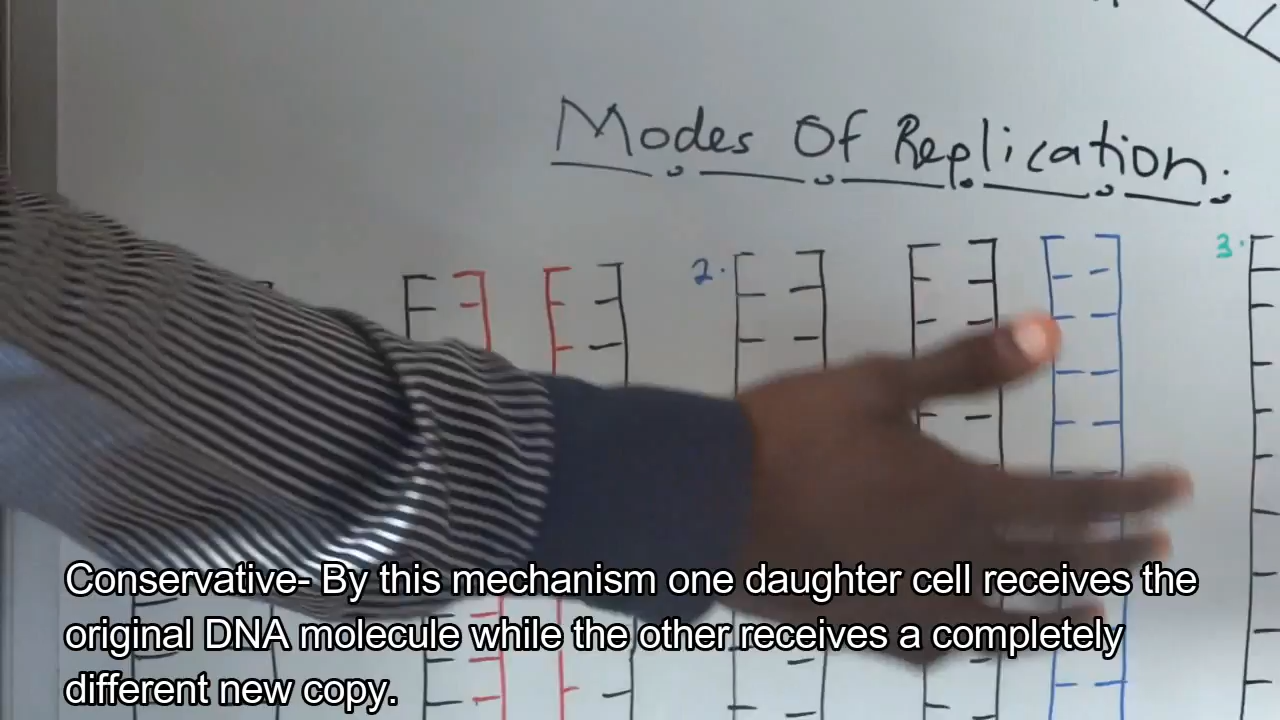 Modes Of Replication.
2.
3.
Conservative- By this mechanism one daughter cell receives the
original DNA molecule while the other receives a completely
different new copy.